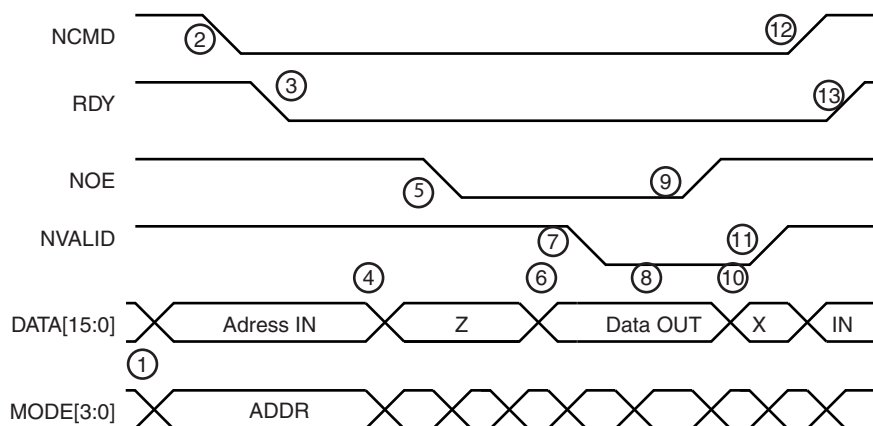 NCMD ② ⑫
RDY ③ ⑬
NOE ⑤ ⑨
NVALID ⑦ ⑪
④ ⑥ ⑧ ⑩
DATA[15:0] Adress IN Z Data OUT X IN
①
MODE[3:0] ADDR